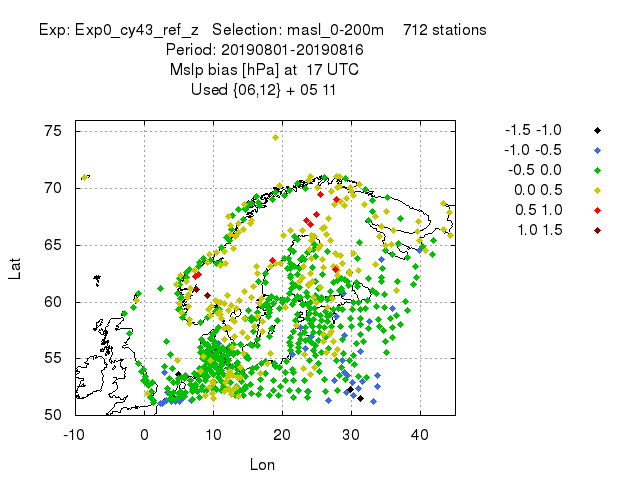 Exp: Exp0_cy43_ref_z   Selection: masl_0-200m    712 stations
Period: 20190801-20190816
Mslp bias [hPa] at  17 UTC
Used {06,12} + 05 11
-1.5 -1.0
-1.0 -0.5
-0.5 0.0
0.0 0.5
0.5 1.0
1.0 1.5
75
70
65
60
55
50
Lat
-10 0 10 20 30 40
Lon